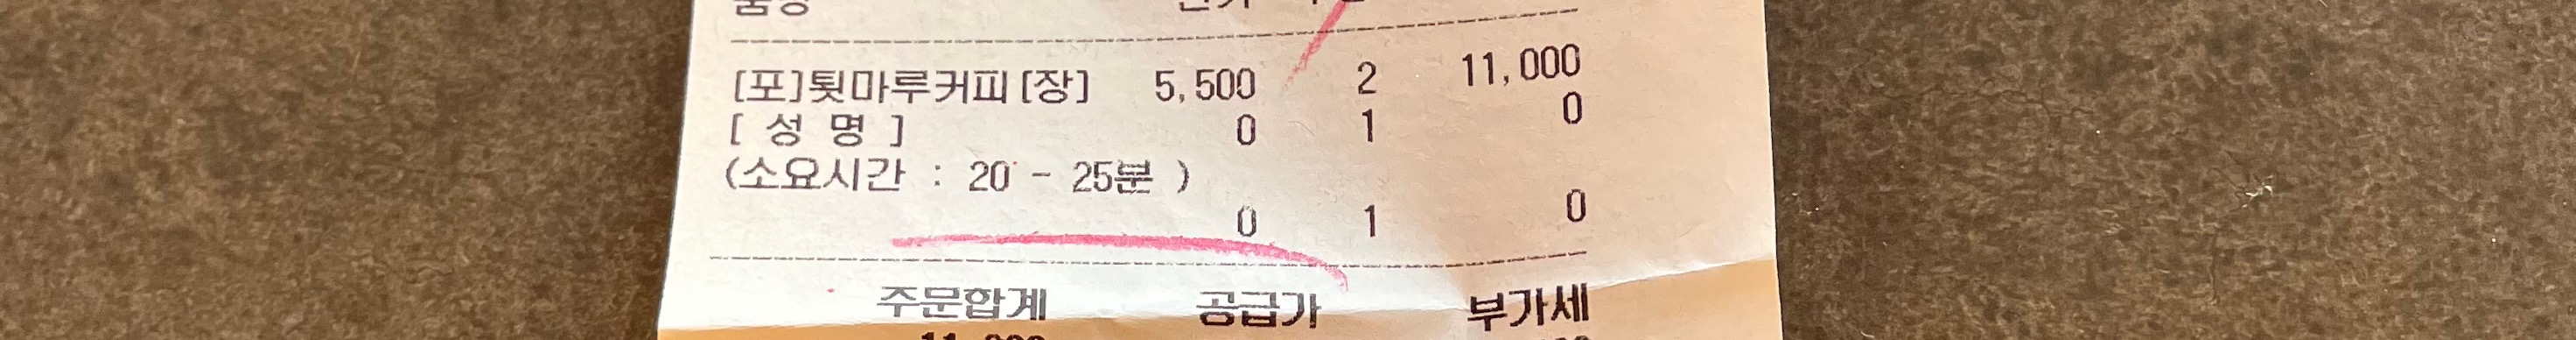 [포]툇마루커피[장] 5,500 2 11,000
[ 성 명 ] 0 1 0
(소요시간 : 20 - 25분 )
0 1 0
주문합계 공급가 부가세